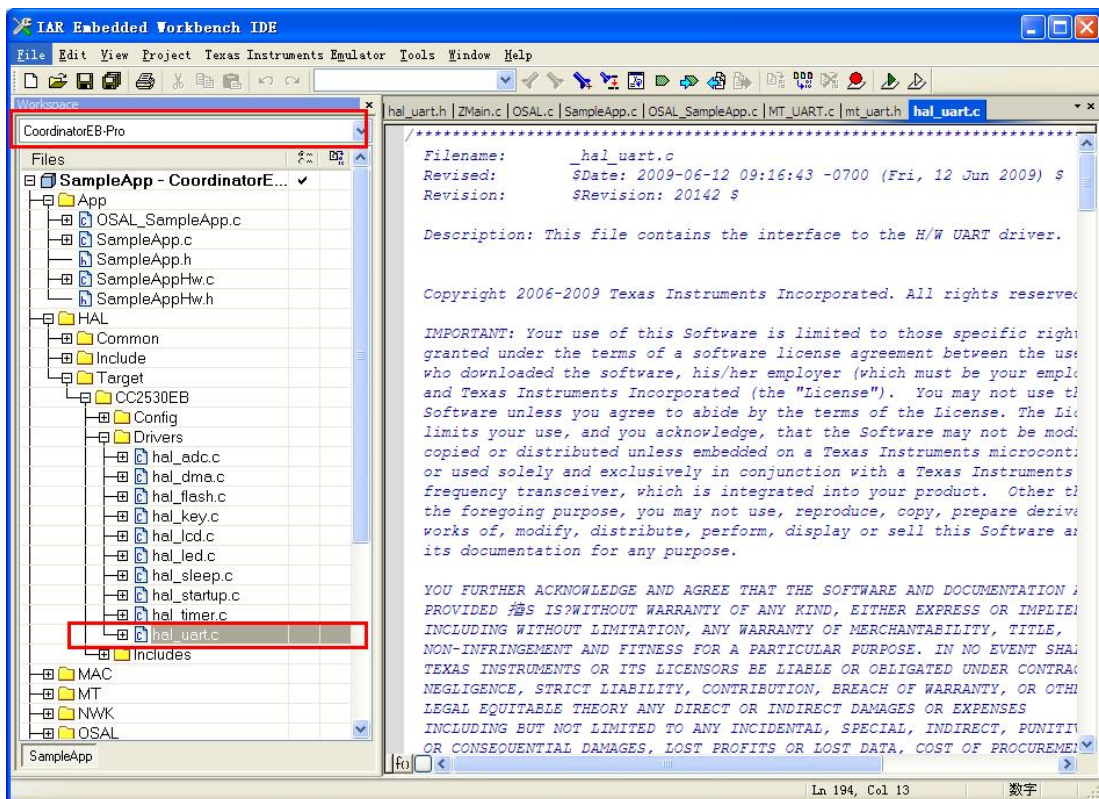 IAR Embedded Workbench IDE
File Edit View Project Texas Instruments Emulator Tools Window Help
Workspace
CoordinatorEB-Pro
Files
SampleApp - CoordinatorE...
App
OSAL_SampleApp.c
SampleApp.c
SampleApp.h
SampleAppHw.c
SampleAppHw.h
HAL
Common
Include
Target
CC2530EB
Config
Drivers
hal_adc.c
hal_dma.c
hal_flash.c
hal_key.c
hal_lcd.c
hal_led.c
hal_sleep.c
hal_startup.c
hal_timer.c
hal_uart.c
Includes
MAC
MT
NWK
OSAL
SampleApp
hal_uart.h | ZMain.c | OSAL.c | SampleApp.c | OSAL_SampleApp.c | MT_UART.c | mt_uart.h hal_uart.c
Filename: _hal_uart.c
Revised: $Date: 2009-06-12 09:16:43 -0700 (Fri, 12 Jun 2009) $
Revision: $Revision: 20142 $
Description: This file contains the interface to the H/W UART driver.
Copyright 2006-2009 Texas Instruments Incorporated. All rights reserved
IMPORTANT: Your use of this Software is limited to those specific righ
granted under the terms of a software license agreement between the use
who downloaded the software, his/her employer (which must be your emplo
and Texas Instruments Incorporated (the "License"). You may not use th
Software unless you agree to abide by the terms of the License. The Lic
limits your use, and you acknowledge, that the Software may not be modi
copied or distributed unless embedded on a Texas Instruments microcont
or used solely and exclusively in conjunction with a Texas Instruments
frequency transceiver, which is integrated into your product. Other th
the foregoing purpose, you may not use, reproduce, copy, prepare deriva
works of, modify, distribute, perform, display or sell this Software an
its documentation for any purpose.
YOU FURTHER ACKNOWLEDGE AND AGREE THAT THE SOFTWARE AND DOCUMENTATION A
PROVIDED S IS?WITHOUT WARRANTY OF ANY KIND, EITHER EXPRESS OR IMPLIED
INCLUDING WITHOUT LIMITATION, ANY WARRANTY OF MERCHANTABILITY, TITLE,
NON-INFRINGEMENT AND FITNESS FOR A PARTICULAR PURPOSE. IN NO EVENT SHAL
TEXAS INSTRUMENTS OR ITS LICENSORS BE LIABLE OR OBLIGATED UNDER CONTRAC
NEGLIGENCE, STRICT LIABILITY, CONTRIBUTION, BREACH OF WARRANTY, OR OTHE
LEGAL EQUITABLE THEORY ANY DIRECT OR INDIRECT DAMAGES OR EXPENSES
INCLUDING BUT NOT LIMITED TO ANY INCIDENTAL, SPECIAL, INDIRECT, PUNITIV
OR CONSEQUENTIAL DAMAGES, LOST PROFITS OR LOST DATA, COST OF PROCUREMEN
Ln 194, Col 13 数字